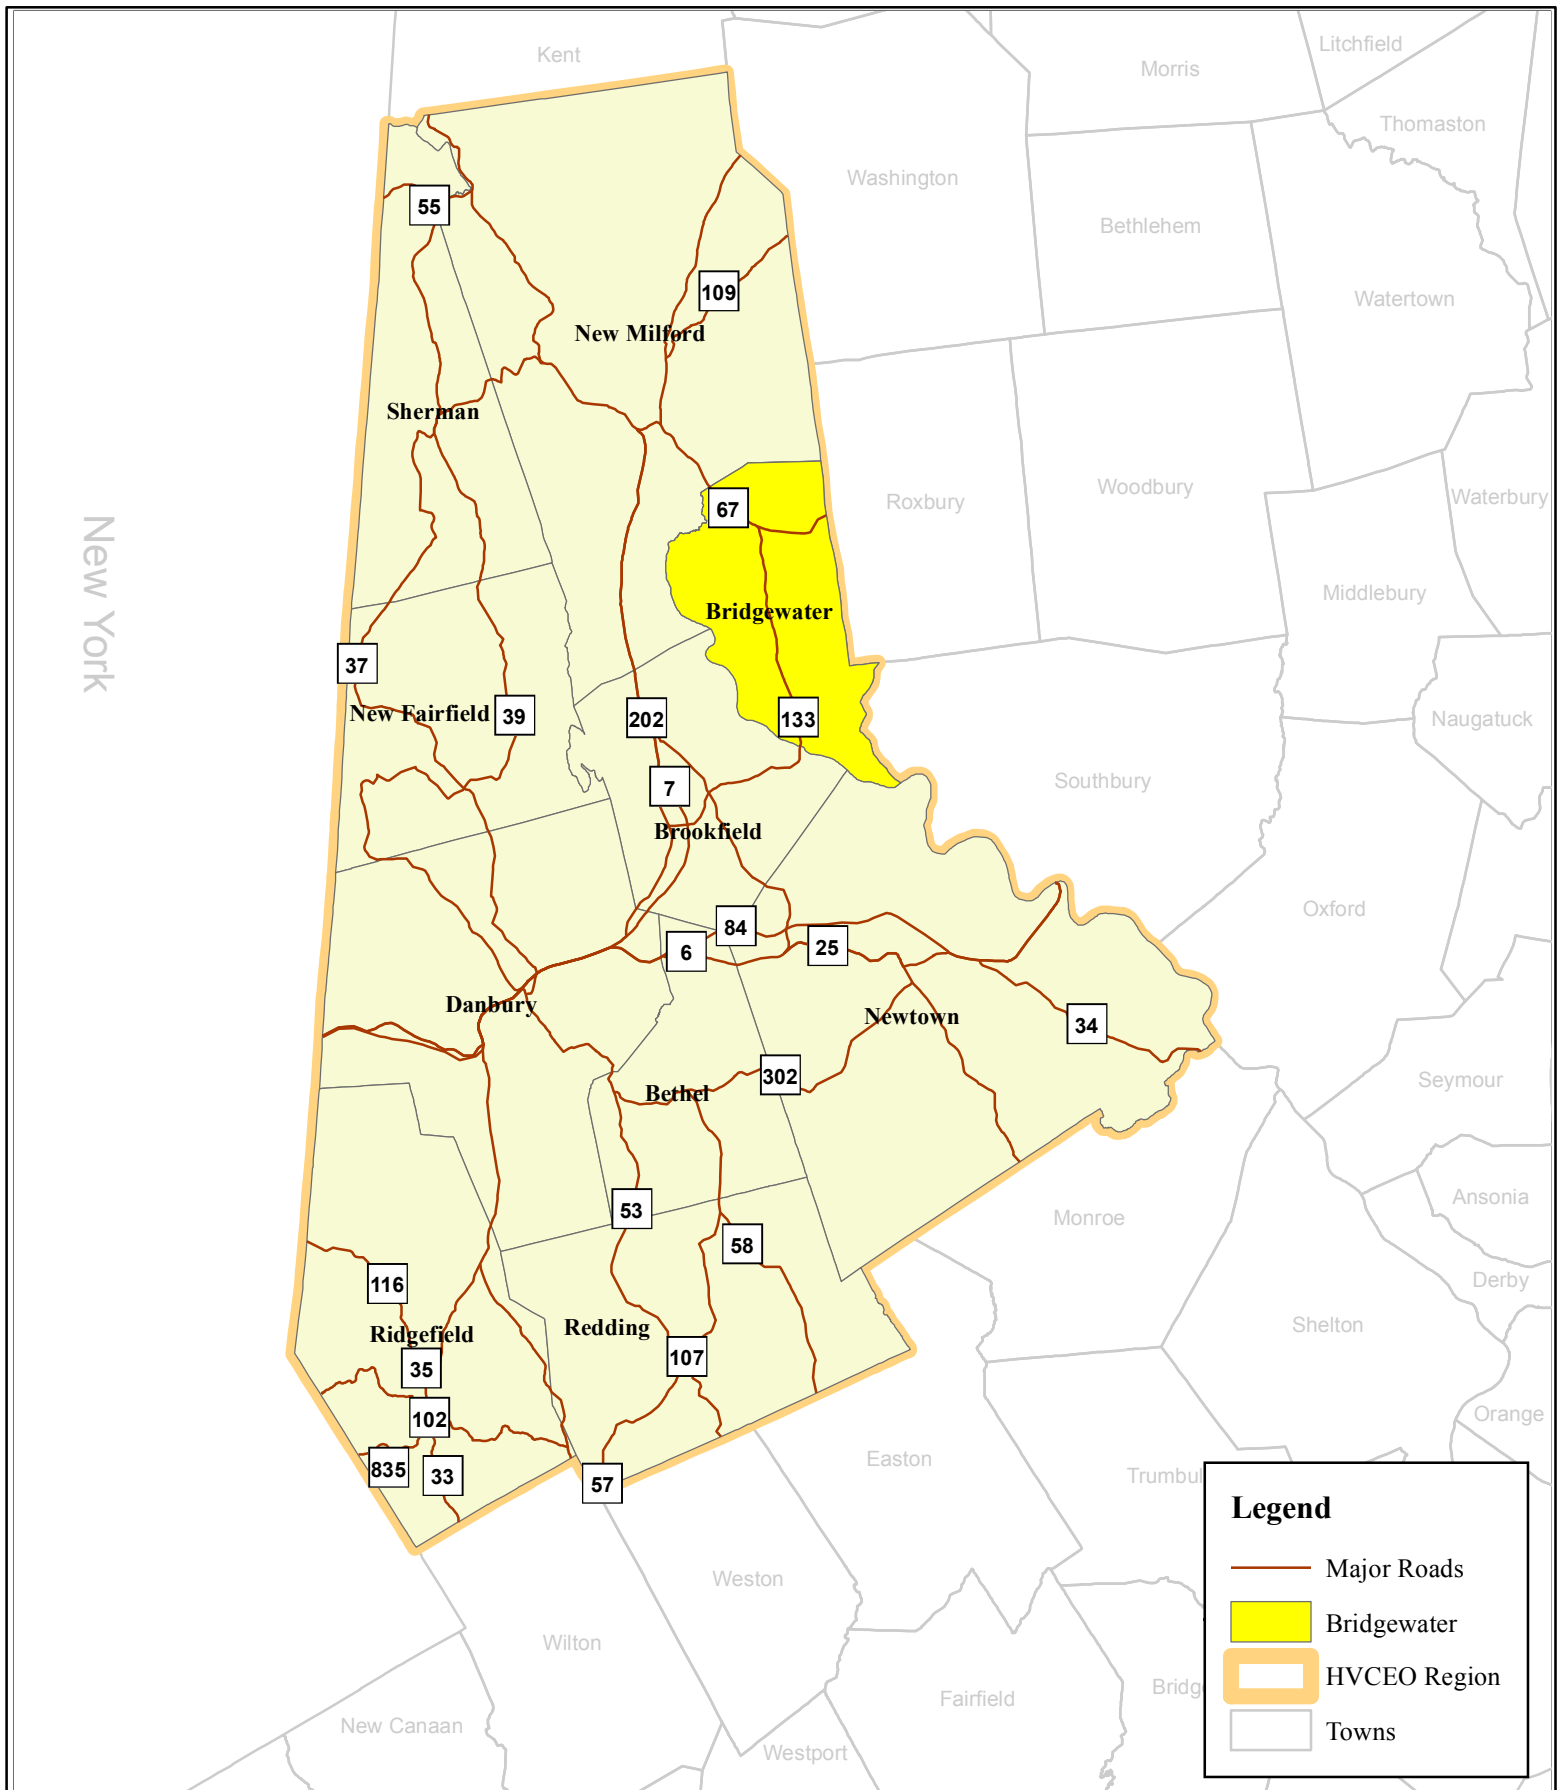 Kent
Litchfield
Morris
Thomaston
Washington
55
Bethlehem
109
Watertown
New Milford
Sherman
Woodbury
Waterbury
Roxbury
67
New York
Middlebury
Bridgewater
37
New Fairfield
39
202
133
Naugatuck
Southbury
7
Brookfield
Oxford
84
6
25
Danbury
Newtown
34
302
Seymour
Bethel
Ansonia
53
Monroe
58
116
Derby
Shelton
Redding
Ridgefield
107
35
102
Orange
Easton
835
33
57
Trumbu
Legend
Major Roads
Weston
Bridgewater
Wilton
HVCEO Region
Bridg
Fairfield
New Canaan
Towns
Westport